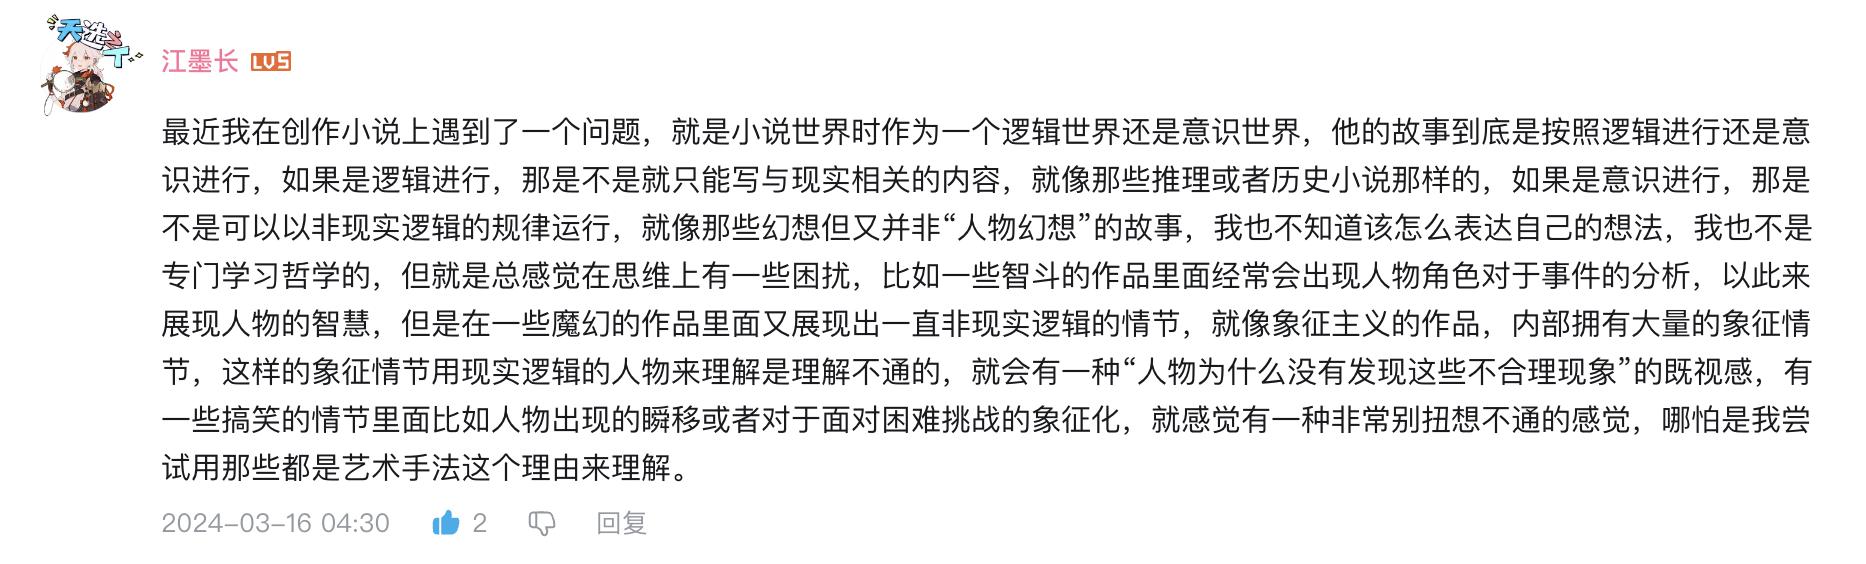 天选之丁
江墨长 LV5
最近我在创作小说上遇到了一个问题，就是小说世界时作为一个逻辑世界还是意识世界，他的故事到底是按照逻辑进行还是意
识进行，如果是逻辑进行，那是不是就只能写与现实相关的内容，就像那些推理或者历史小说那样的，如果是意识进行，那是
不是可以以非现实逻辑的规律运行，就像那些幻想但又并非“人物幻想”的故事，我也不知道该怎么表达自己的想法，我也不是
专门学习哲学的，但就是总感觉在思维上有一些困扰，比如一些智斗的作品里面经常会出现人物角色对于事件的分析，以此来
展现人物的智慧，但是在一些魔幻的作品里面又展现出一直非现实逻辑的情节，就像象征主义的作品，内部拥有大量的象征情
节，这样的象征情节用现实逻辑的人物来理解是理解不通的，就会有一种“人物为什么没有发现这些不合理现象”的既视感，有
一些搞笑的情节里面比如人物出现的瞬移或者对于面对困难挑战的象征化，就感觉有一种非常别扭想不通的感觉，哪怕是我尝
试用那些都是艺术手法这个理由来理解。
2024-03-16 04:30 2 回复